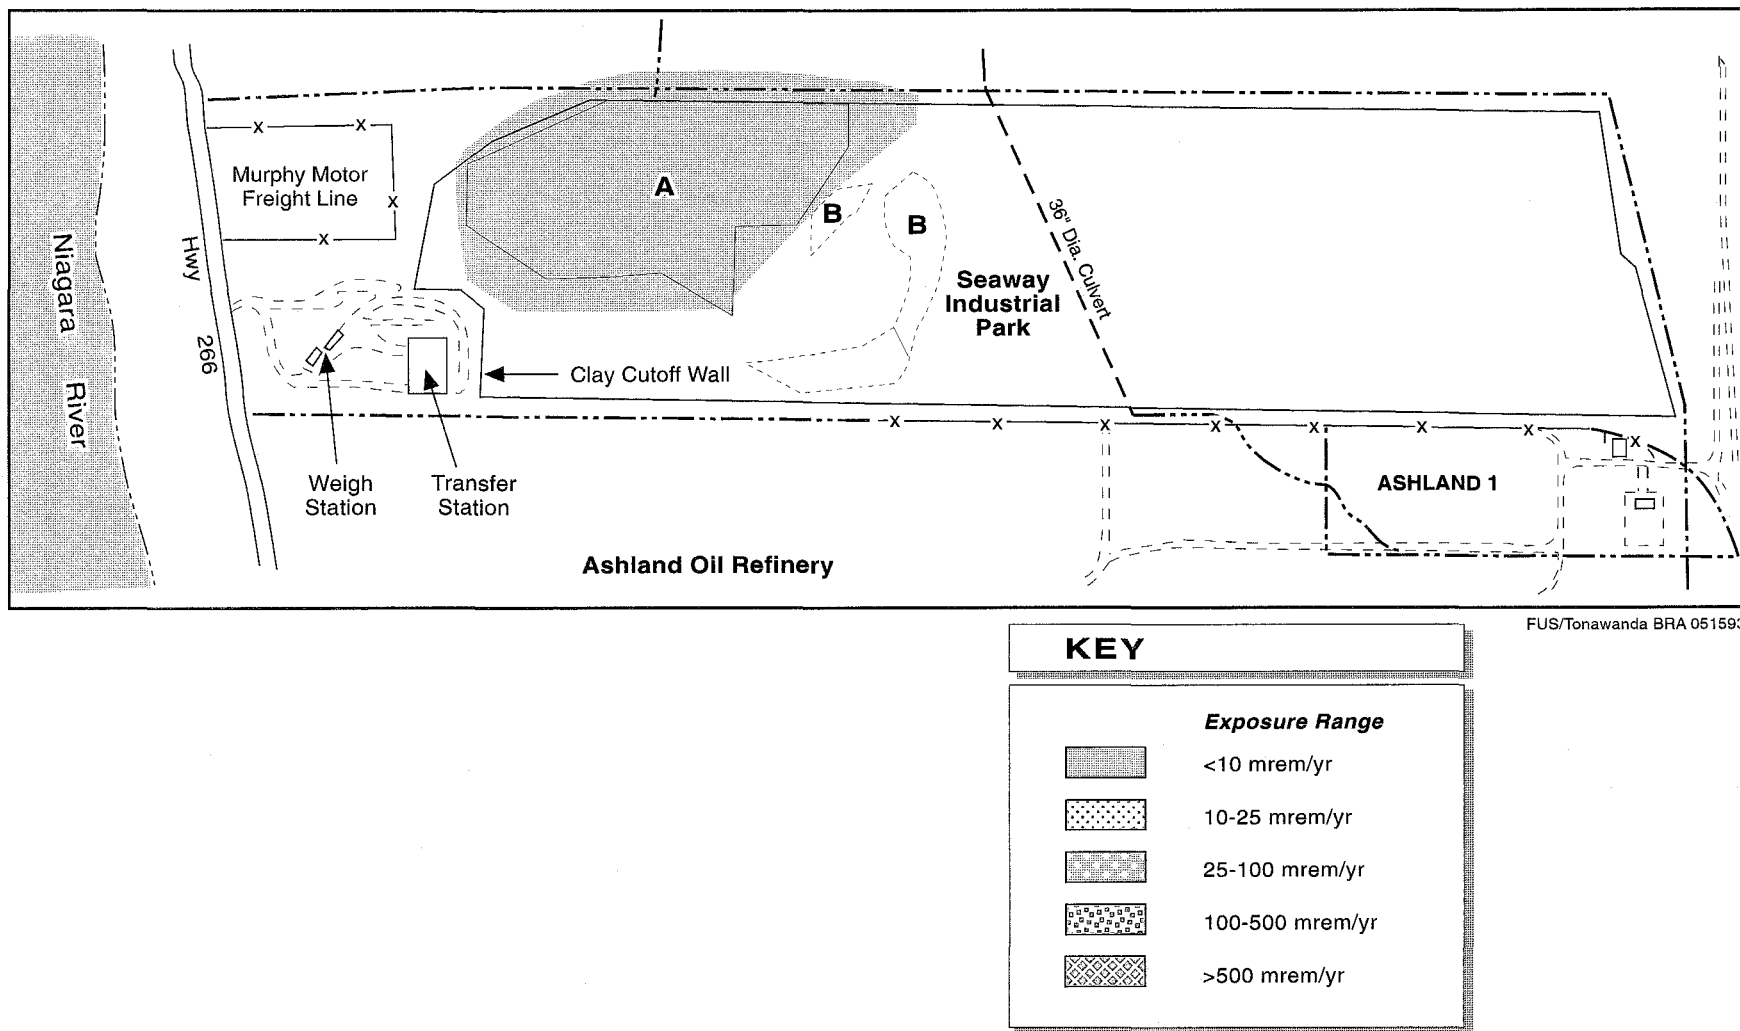 Niagara River
Hwy 266
x x
Murphy Motor
Freight Line
x
x
A
B
B
36" Dia. Culvert
Seaway
Industrial
Park
Clay Cutoff Wall
x x x x x x x x
Weigh
Station
Transfer
Station
ASHLAND 1
Ashland Oil Refinery
FUS/Tonawanda BRA 051593
KEY
Exposure Range
<10 mrem/yr
10-25 mrem/yr
25-100 mrem/yr
100-500 mrem/yr
>500 mrem/yr